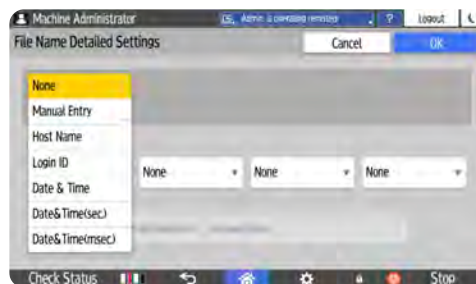 Machine Administrator
Logout
File Name Detailed Settings
Cancel
OK
None
Manual Entry
Host Name
Login ID
Date & Time
Date&Time(sec.)
Date&Time(msec.)
None
None
None
Check Status
Stop